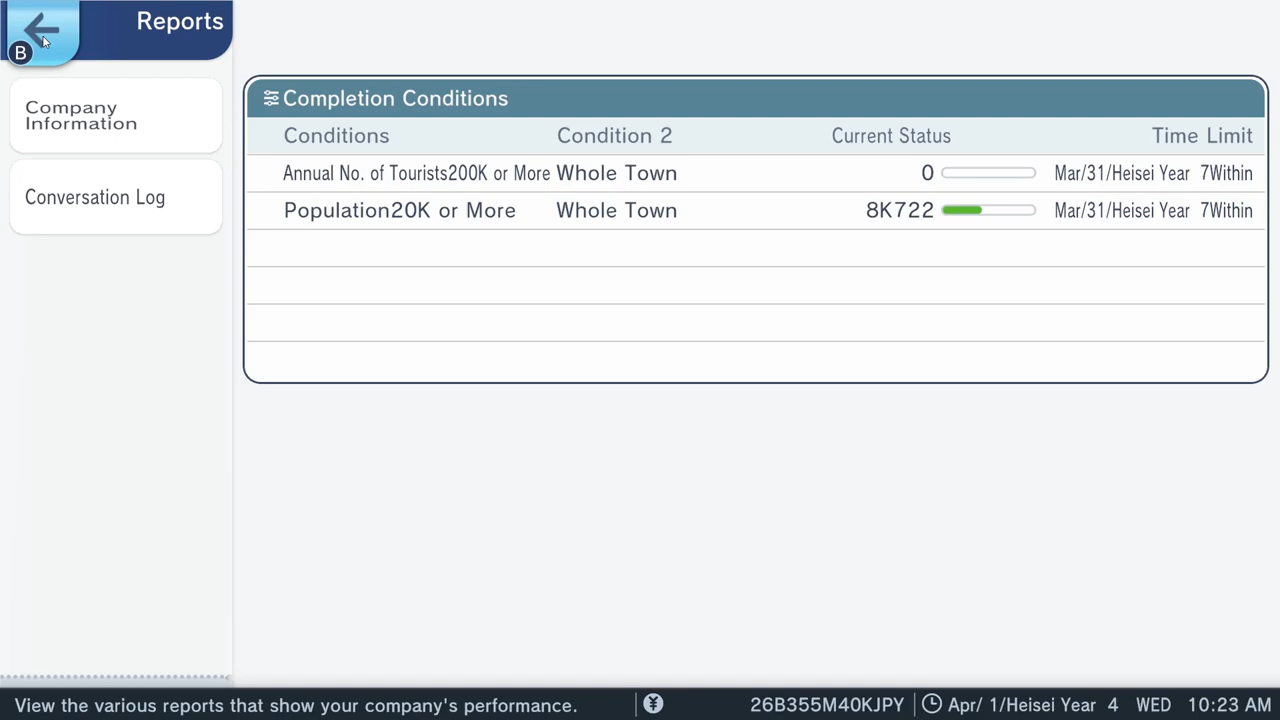 Reports
B
Company
Information
Conversation Log
Completion Conditions
Conditions Condition 2 Current Status Time Limit
Annual No. of Tourists200K or More Whole Town 0 Mar/31/Heisei Year 7Within
Population20K or More Whole Town 8K722 Mar/31/Heisei Year 7Within
View the various reports that show your company's performance. ¥ 26B355M40KJPY Apr/ 1/Heisei Year 4 WED 10:23 AM